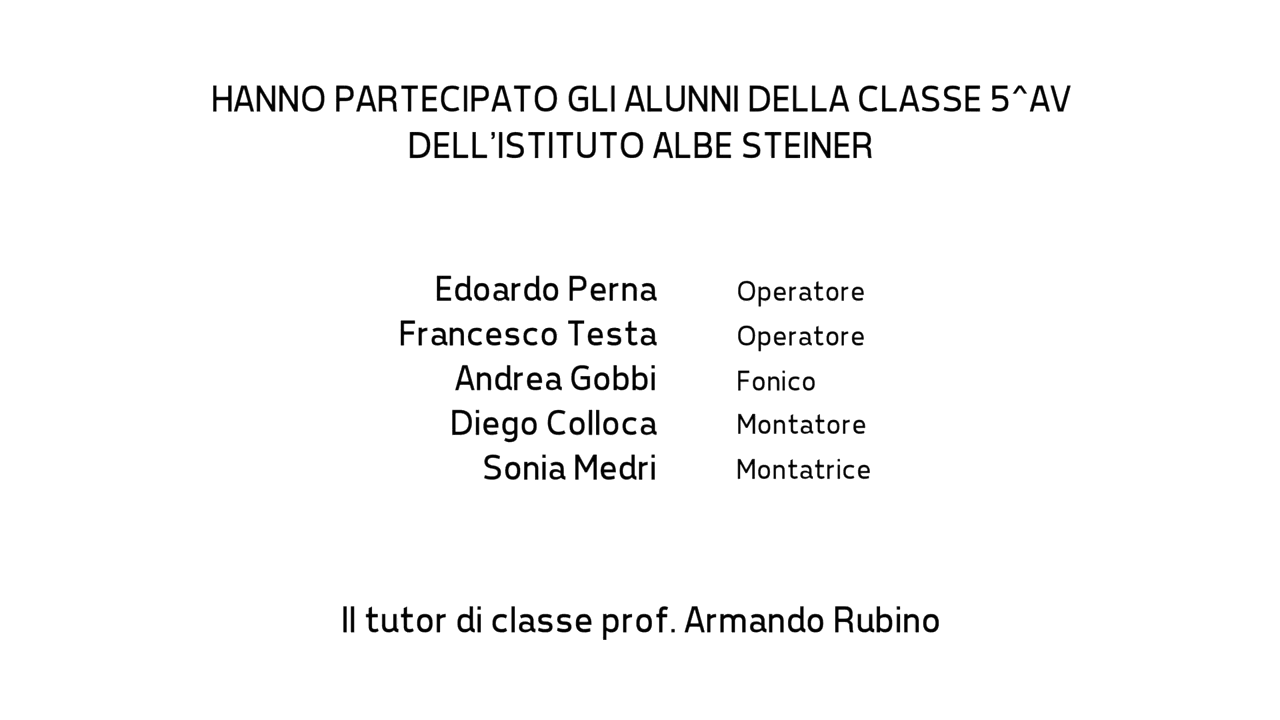 HANNO PARTECIPATO GLI ALUNNI DELLA CLASSE 5^AV
DELL'ISTITUTO ALBE STEINER
Edoardo Perna Operatore
Francesco Testa Operatore
Andrea Gobbi Fonico
Diego Colloca Montatore
Sonia Medri Montatrice
Il tutor di classe prof. Armando Rubino